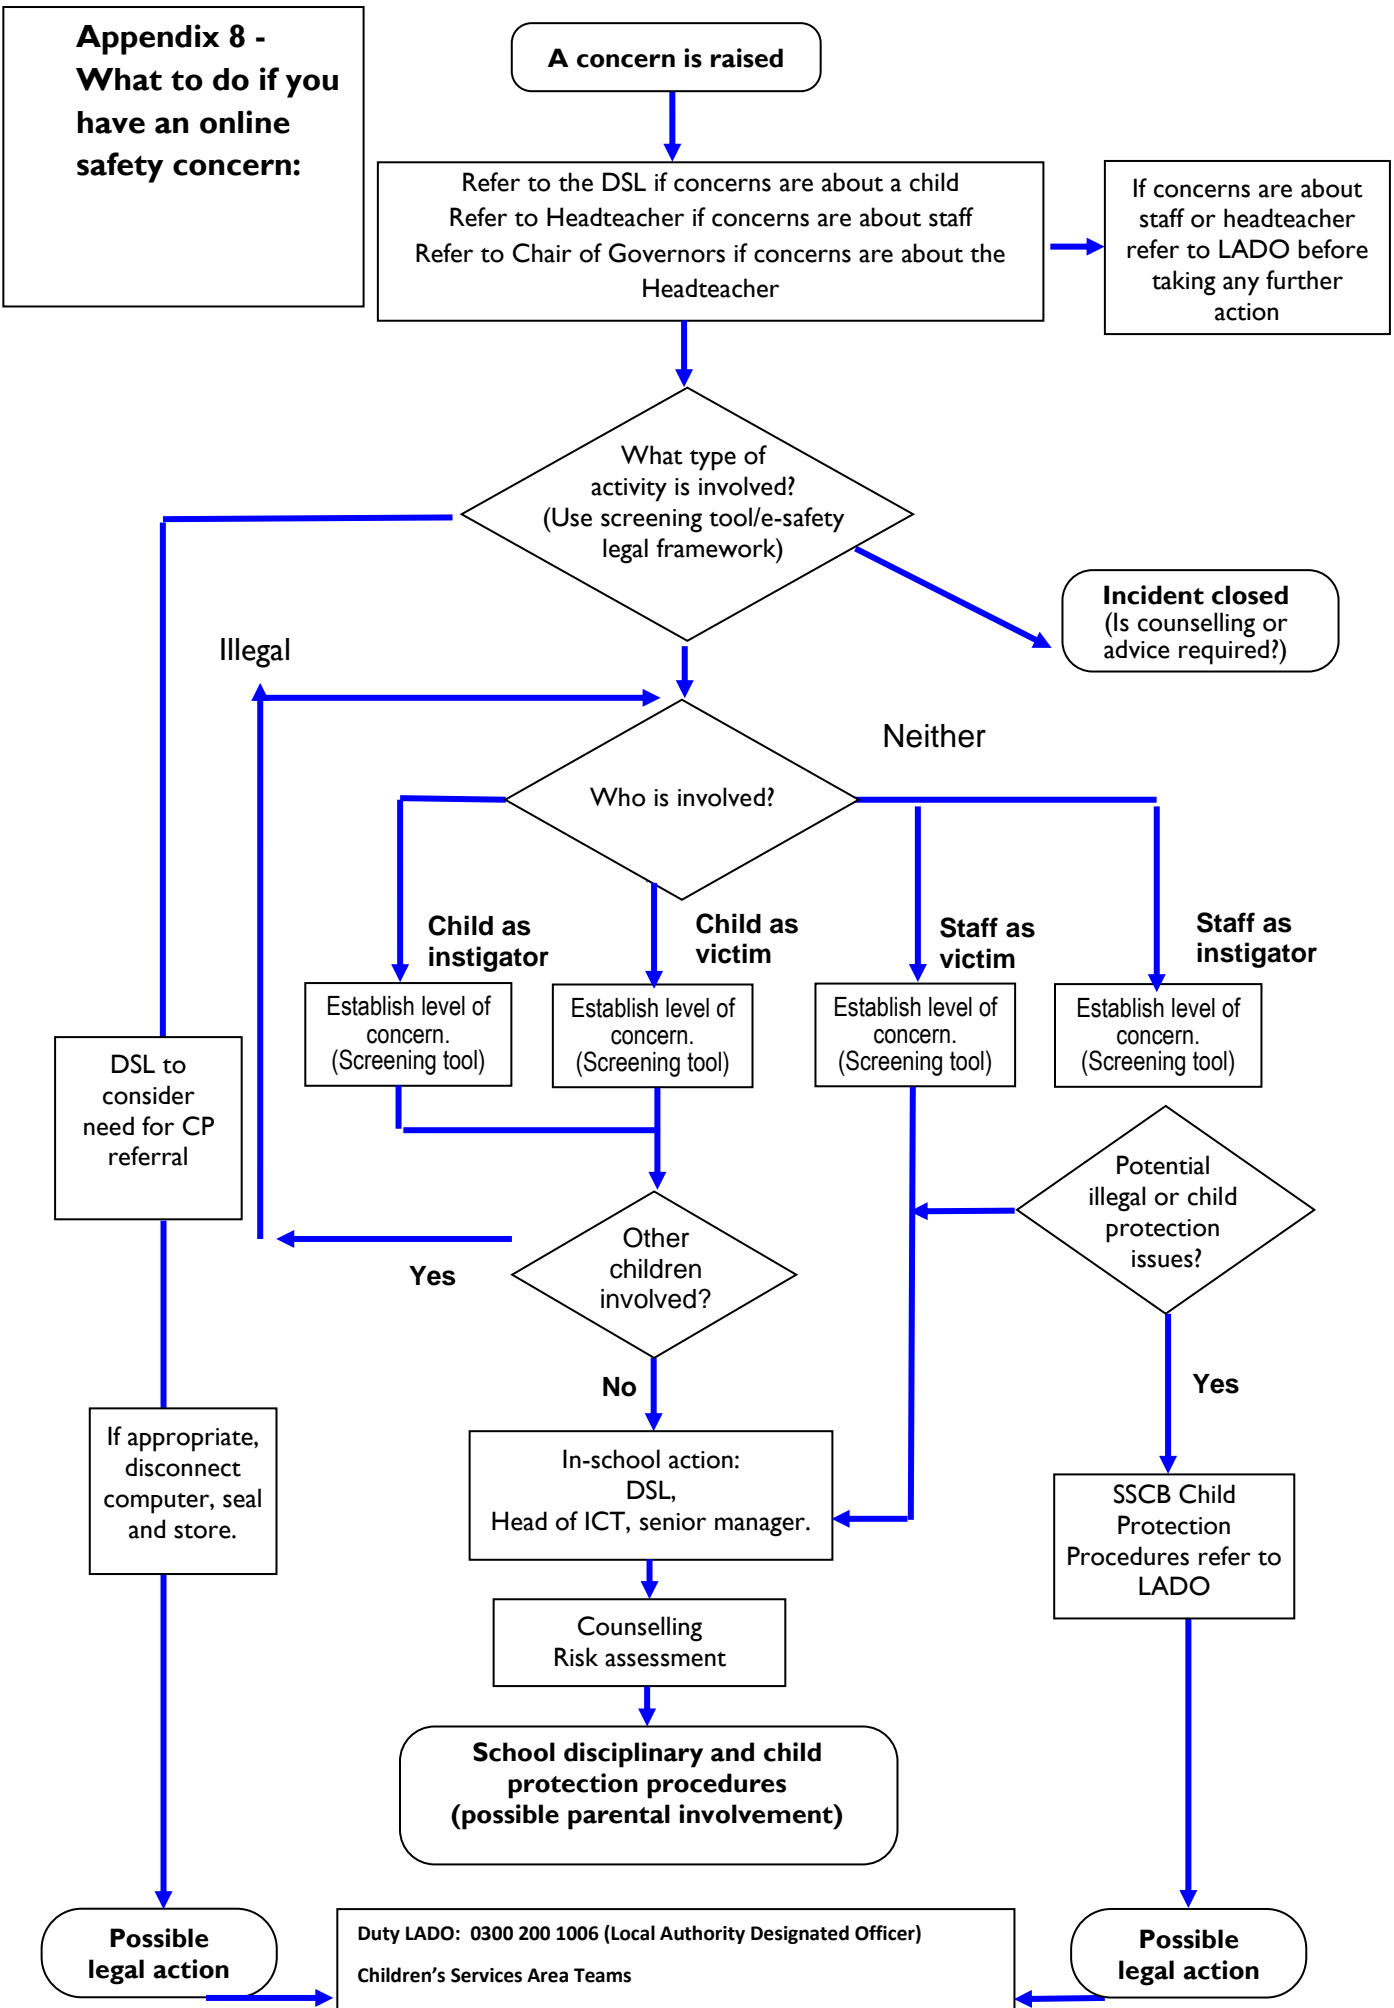 Appendix 8 -
What to do if you
have an online
safety concern:
A concern is raised
Refer to the DSL if concerns are about a child
Refer to Headteacher if concerns are about staff
Refer to Chair of Governors if concerns are about the
Headteacher
If concerns are about
staff or headteacher
refer to LADO before
taking any further
action
What type of
activity is involved?
(Use screening tool/e-safety
legal framework)
Incident closed
(Is counselling or
advice required?)
Illegal
Neither
Who is involved?
Child as
instigator
Child as
victim
Staff as
victim
Staff as
instigator
Establish level of
concern.
(Screening tool)
Establish level of
concern.
(Screening tool)
Establish level of
concern.
(Screening tool)
Establish level of
concern.
(Screening tool)
DSL to
consider
need for CP
referral
Potential
illegal or child
protection
issues?
Other
children
involved?
Yes
No
Yes
If appropriate,
disconnect
computer, seal
and store.
In-school action:
DSL,
Head of ICT, senior manager.
SSCB Child
Protection
Procedures refer to
LADO
Counselling
Risk assessment
School disciplinary and child
protection procedures
(possible parental involvement)
Possible
legal action
Duty LADO: 0300 200 1006 (Local Authority Designated Officer)
Children's Services Area Teams
Possible
legal action